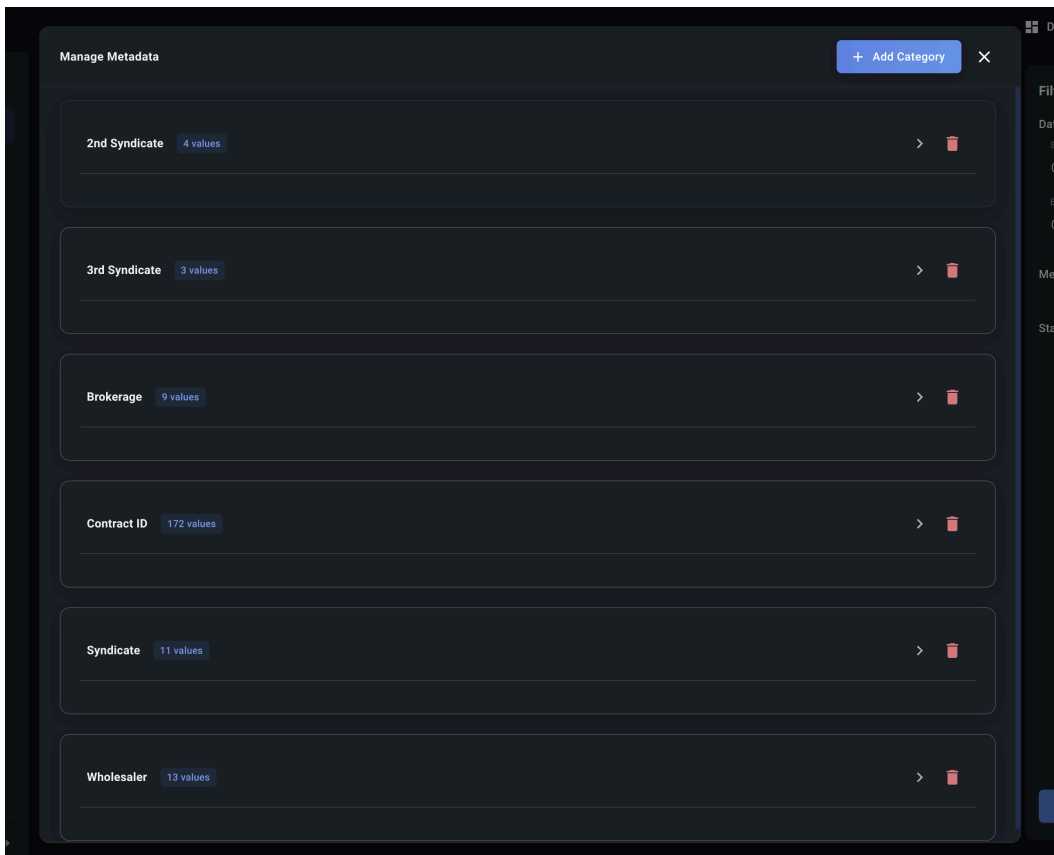 Manage Metadata
+ Add Category
2nd Syndicate 4 values
3rd Syndicate 3 values
Brokerage 9 values
Contract ID 172 values
Syndicate 11 values
Wholesaler 13 values